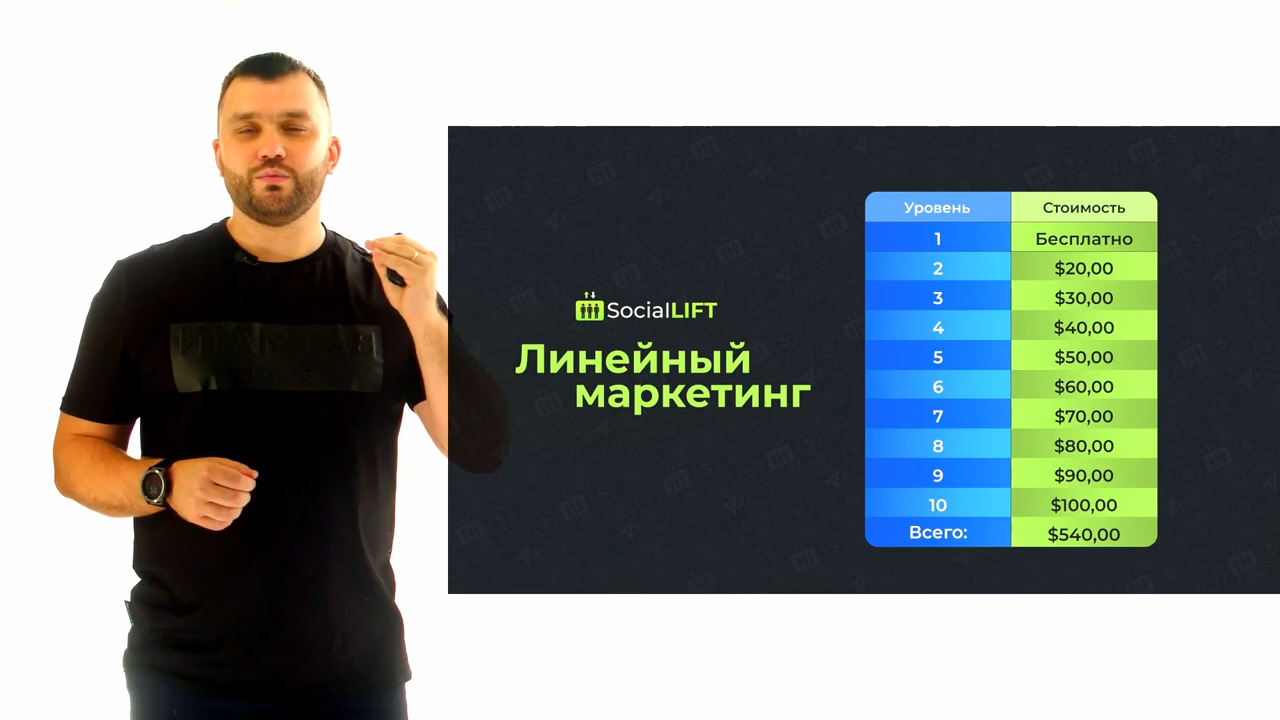 SocialLIFT
Линейный
маркетинг
Уровень Стоимость
1 Бесплатно
2 $20,00
3 $30,00
4 $40,00
5 $50,00
6 $60,00
7 $70,00
8 $80,00
9 $90,00
10 $100,00
Всего: $540,00